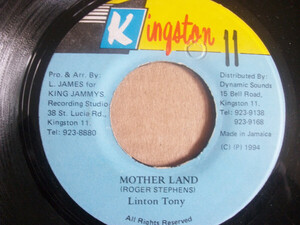 Kingston 11
Pro. & Arr. By:
L. JAMES for
KING JAMMYS
Recording Studio
38 St. Lucia Rd.,
Kingston 11.
Tel: 923-8880
Distributed By:
Dynamic Sounds
15 Bell Road,
Kingston 11.
Tel: 923-9138
923-9168
Made in Jamaica
(C) (P) 1994
MOTHER LAND
(ROGER STEPHENS)
Linton Tony
All Rights Reserved